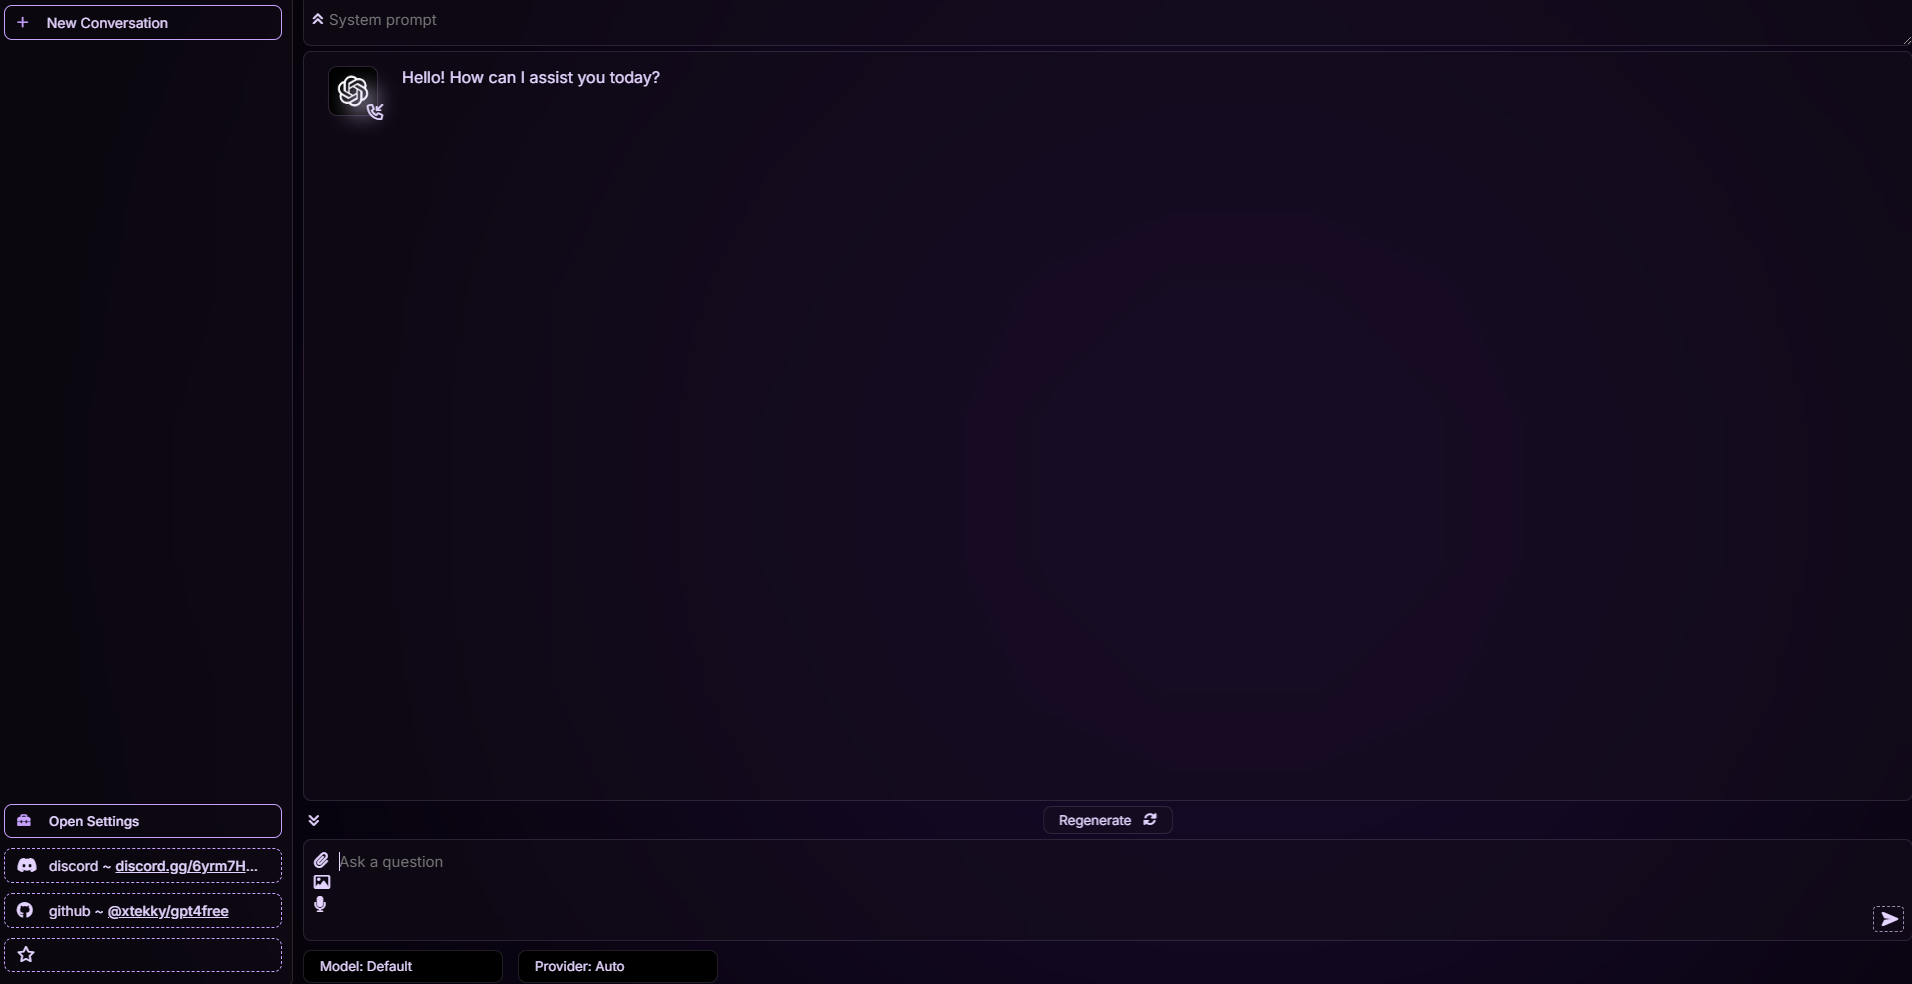 New Conversation
System prompt
Hello! How can I assist you today?
Open Settings
discord ~ discord.gg/6yrm7H...
github ~ @xtekky/gpt4free
Regenerate
Ask a question
Model: Default
Provider: Auto